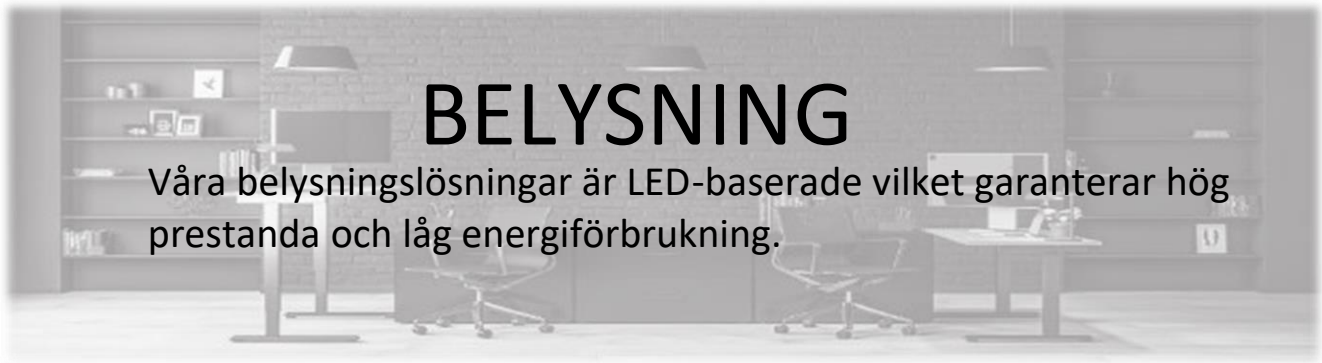 BELYSNING
Våra belysningslösningar är LED-baserade vilket garanterar hög
prestanda och låg energiförbrukning.